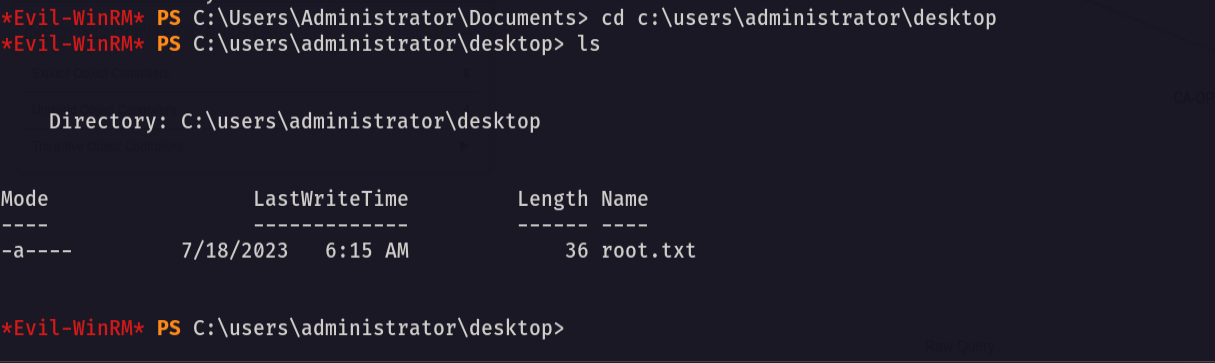 *Evil-WinRM* PS C:\Users\Administrator\Documents> cd c:\users\administrator\desktop
*Evil-WinRM* PS C:\users\administrator\desktop> ls
Directory: C:\users\administrator\desktop
Mode LastWriteTime Length Name
---- ------------- ------ ----
-a---- 7/18/2023 6:15 AM 36 root.txt
*Evil-WinRM* PS C:\users\administrator\desktop>